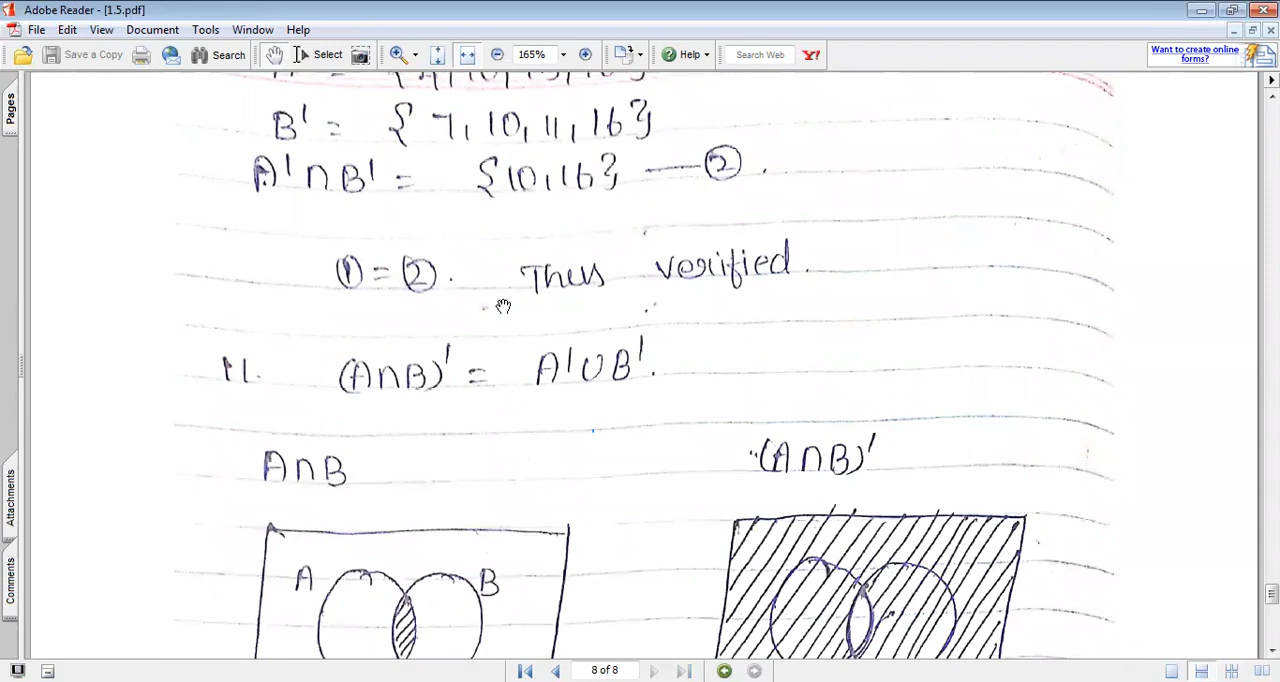 Adobe Reader - [1.5.pdf]
File Edit View Document Tools Window Help
Save a Copy Search Select 165% Help Search Web Y!
Want to create online forms?
Pages
Attachments
Comments
B' = {7, 10, 11, 16}
A'∩B' = {10, 16} — ②.
① = ②. Thus verified.
II. (A∩B)' = A'∪B'.
A∩B (A∩B)'
A B
8 of 8